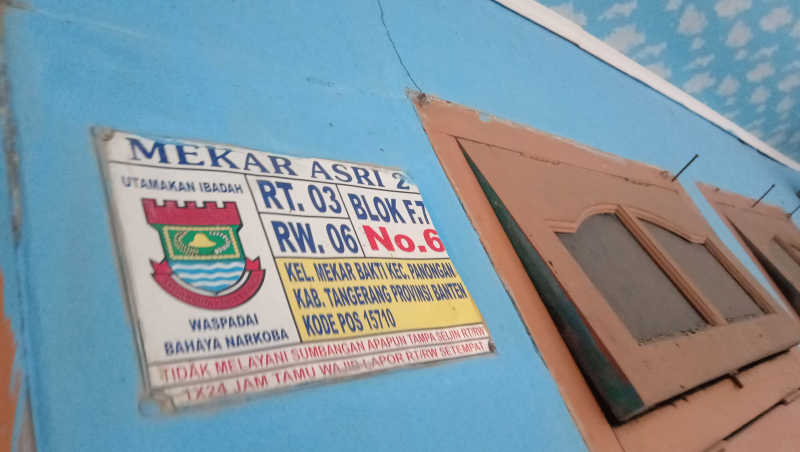 MEKAR ASRI 2
UTAMAKAN IBADAH
RT. 03
RW. 06
BLOK F.7
No.6
KEL. MEKAR BAKTI KEC. PANONGAN
KAB. TANGERANG PROVINSI BANTEN
KODE POS 15710
WASPADAI
BAHAYA NARKOBA
TIDAK MELAYANI SUMBANGAN APAPUN TAMPA SEIJIN RT/RW
1X24 JAM TAMU WAJIB LAPOR RT/RW SETEMPAT